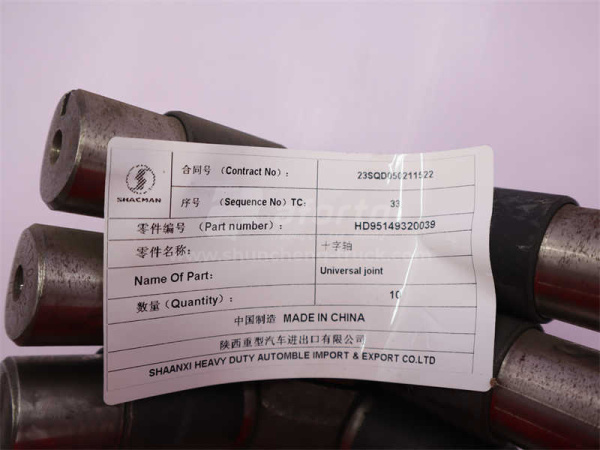 SHACMAN
合同号 (Contract No): 23SQD050211522
序号 (Sequence No) TC: 33
零件编号 (Part number): HD95149320039
零件名称: 十字轴
Name Of Part: Universal joint
数量 (Quantity): 10
中国制造 MADE IN CHINA
陕西重型汽车进出口有限公司
SHAANXI HEAVY DUTY AUTOMBLE IMPORT & EXPORT CO.LTD